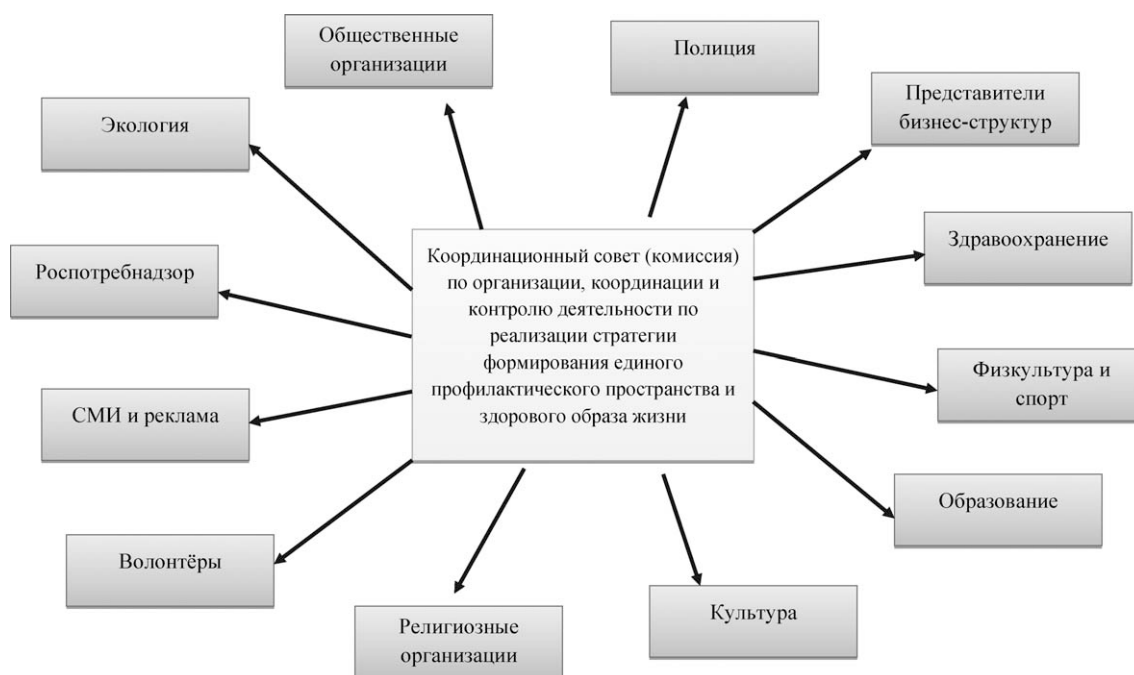 Общественные
организации
Полиция
Представители
бизнес-структур
Экология
Здравоохранение
Роспотребнадзор
Координационный совет (комиссия)
по организации, координации и
контролю деятельности по
реализации стратегии
формирования единого
профилактического пространства и
здорового образа жизни
Физкультура и
спорт
СМИ и реклама
Образование
Волонтёры
Культура
Религиозные
организации